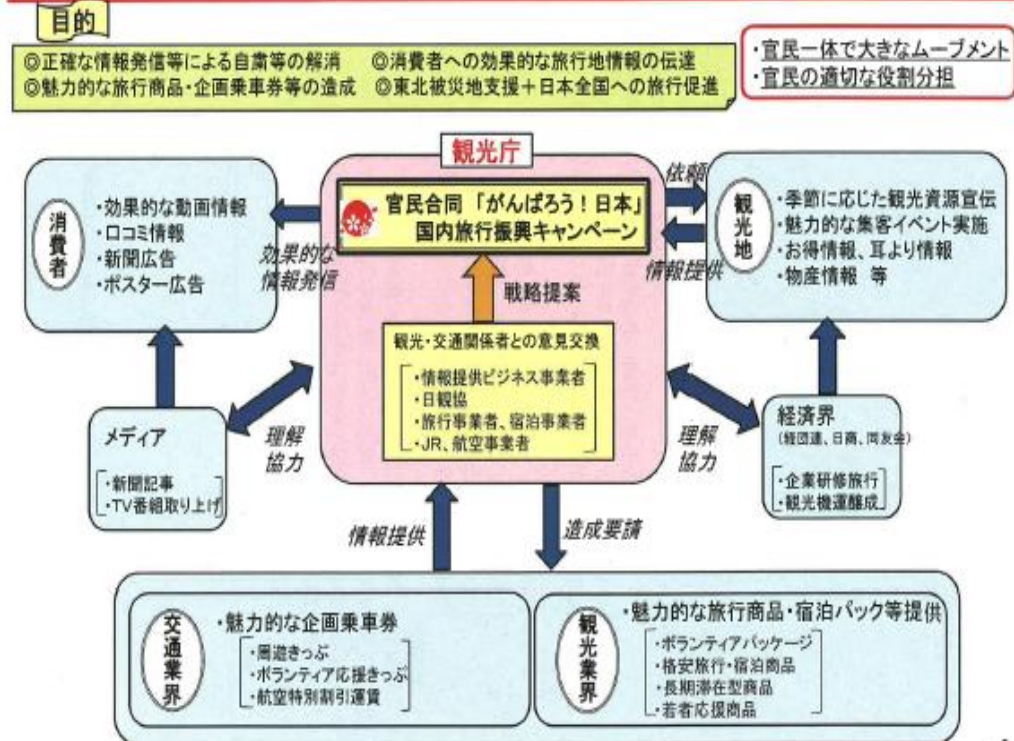 目的
◎正確な情報発信等による自粛等の解消 ◎消費者への効果的な旅行地情報の伝達
◎魅力的な旅行商品・企画乗車券等の造成 ◎東北被災地支援+日本全国への旅行促進
・官民一体で大きなムーブメント
・官民の適切な役割分担
観光庁
官民合同「がんばろう!日本」
国内旅行振興キャンペーン
消費者
・効果的な動画情報
・口コミ情報
・新聞広告
・ポスター広告
効果的な
情報発信
依頼
情報提供
観光地
・季節に応じた観光資源宣伝
・魅力的な集客イベント実施
・お得情報、耳より情報
・物産情報 等
戦略提案
観光・交通関係者との意見交換
・情報提供ビジネス事業者
・日観協
・旅行事業者、宿泊事業者
・JR、航空事業者
メディア
・新聞記事
・TV番組取り上げ
理解
協力
理解
協力
経済界
(経団連、日商、同友会)
・企業研修旅行
・観光機運醸成
情報提供
造成要請
交通業界
・魅力的な企画乗車券
・周遊きっぷ
・ボランティア応援きっぷ
・航空特別割引運賃
観光業界
・魅力的な旅行商品・宿泊パック等提供
・ボランティアパッケージ
・格安旅行・宿泊商品
・長期滞在型商品
・若者応援商品